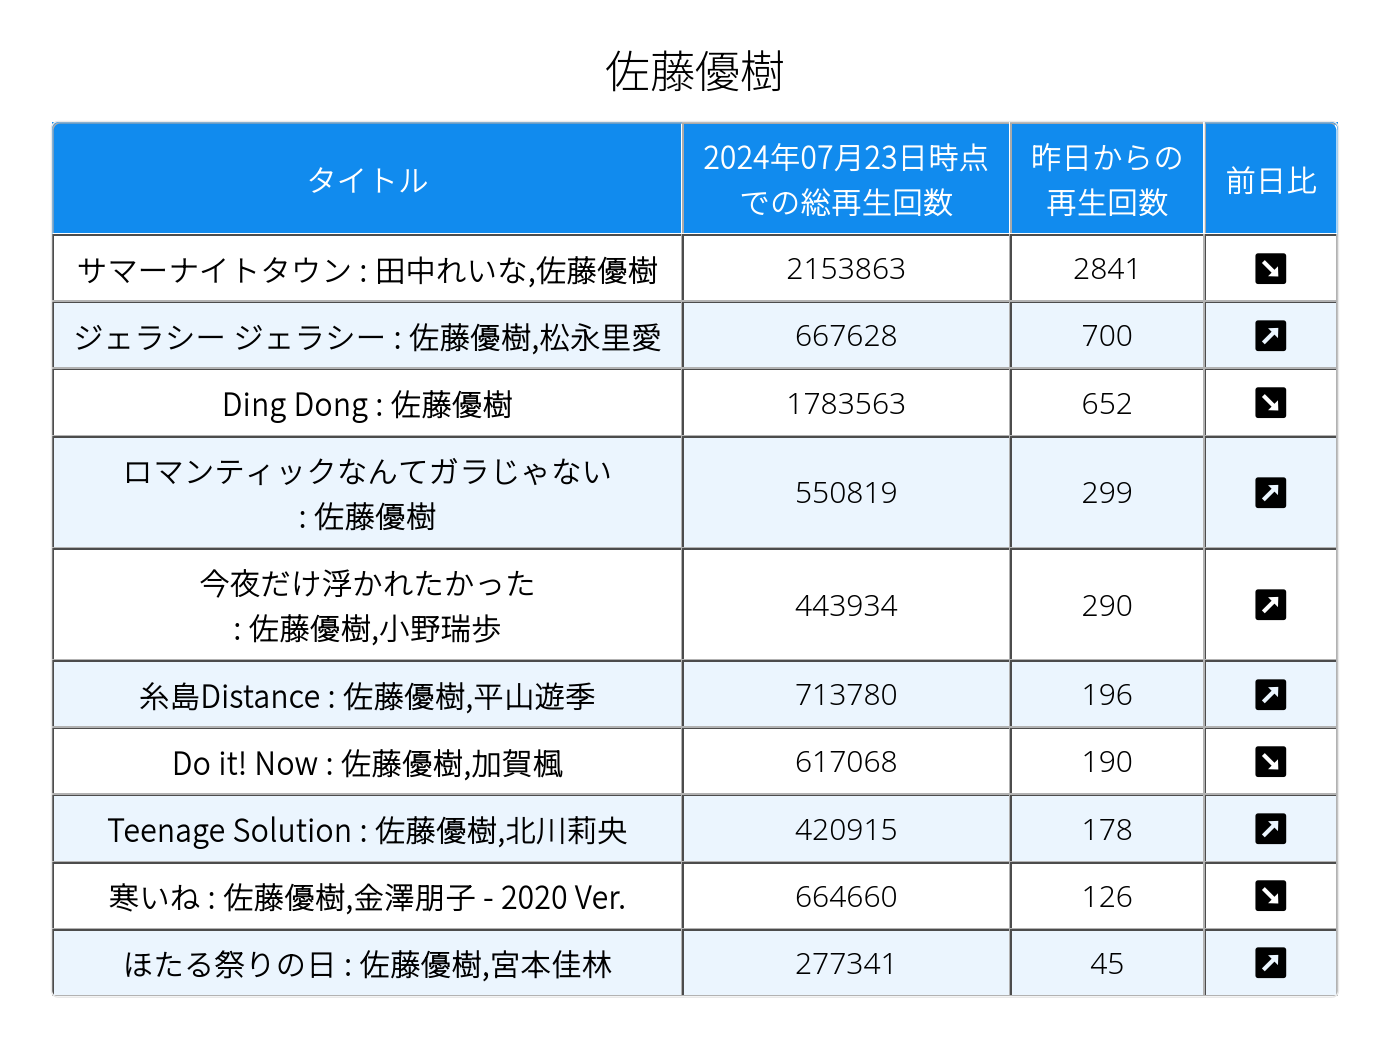 佐藤優樹
タイトル
2024年07月23日時点
での総再生回数
昨日からの
再生回数
前日比
サマーナイトタウン : 田中れいな,佐藤優樹 2153863 2841
ジェラシー ジェラシー : 佐藤優樹,松永里愛 667628 700
Ding Dong : 佐藤優樹 1783563 652
ロマンティックなんてガラじゃない
: 佐藤優樹 550819 299
今夜だけ浮かれたかった
: 佐藤優樹,小野瑞歩 443934 290
糸島Distance : 佐藤優樹,平山遊季 713780 196
Do it! Now : 佐藤優樹,加賀楓 617068 190
Teenage Solution : 佐藤優樹,北川莉央 420915 178
寒いね : 佐藤優樹,金澤朋子 - 2020 Ver. 664660 126
ほたる祭りの日 : 佐藤優樹,宮本佳林 277341 45